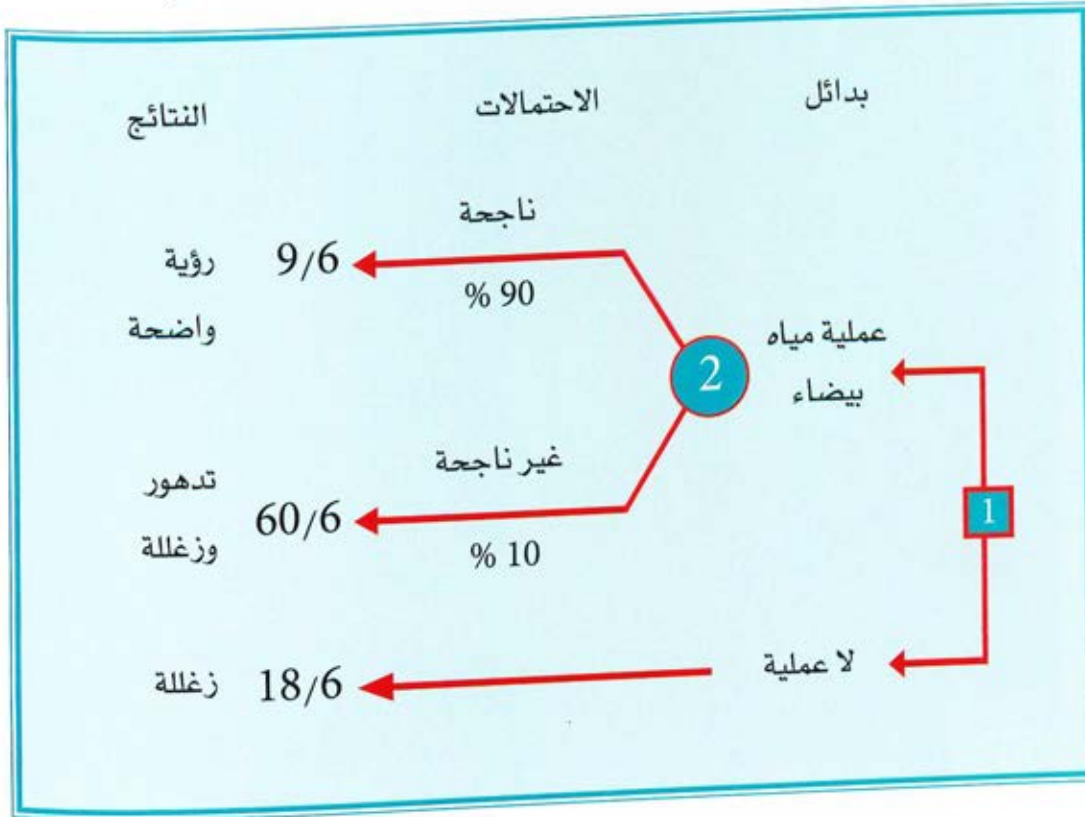 بدائل الاحتمالات النتائج
ناجحة
9/6 رؤية
% 90
واضحة
عملية مياه
2
بيضاء
غير ناجحة
تدهور
60/6
1
وزغللة
% 10
لا عملية
18/6 زغللة